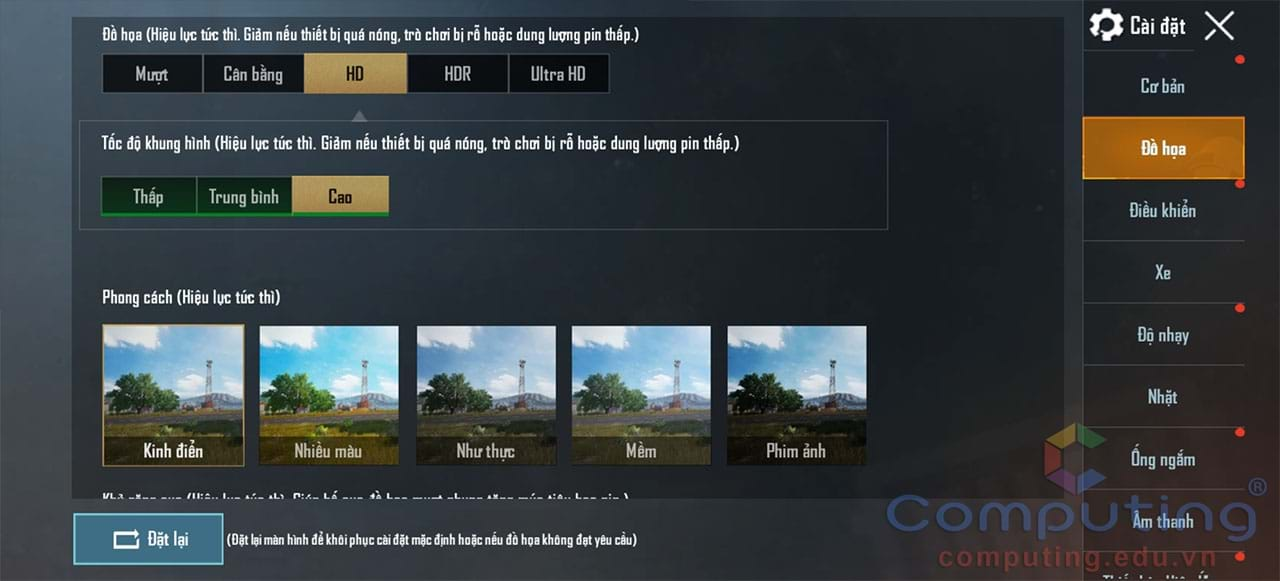 Đồ họa (Hiệu lực tức thì. Giảm nếu thiết bị quá nóng, trò chơi bị rỗ hoặc dung lượng pin thấp.)
Mượt Cân bằng HD HDR Ultra HD
Tốc độ khung hình (Hiệu lực tức thì. Giảm nếu thiết bị quá nóng, trò chơi bị rỗ hoặc dung lượng pin thấp.)
Thấp Trung bình Cao
Phong cách (Hiệu lực tức thì)
Kinh điển Nhiều màu Như thực Mềm Phim ảnh
Đặt lại (Đặt lại màn hình để khôi phục cài đặt mặc định hoặc nếu đồ họa không đạt yêu cầu)
Cài đặt
Cơ bản
Đồ họa
Điều khiển
Xe
Độ nhạy
Nhặt
Ống ngắm
Âm thanh
Computing®
computing.edu.vn